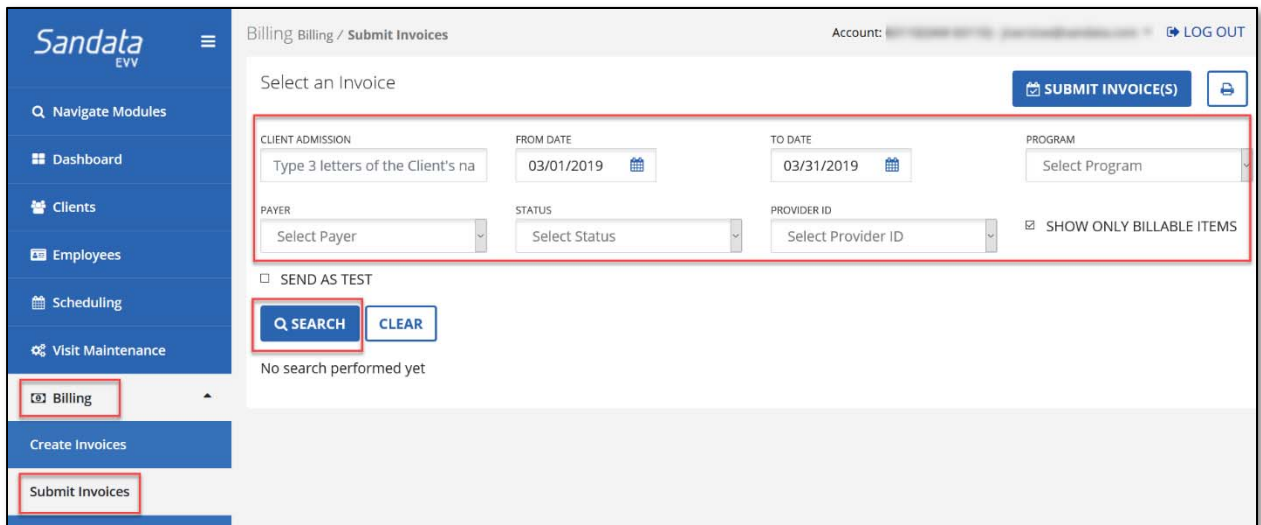 Sandata
EVV
Navigate Modules
Dashboard
Clients
Employees
Scheduling
Visit Maintenance
Billing
Create Invoices
Submit Invoices
Billing Billing / Submit Invoices
Account:
LOG OUT
Select an Invoice
SUBMIT INVOICE(S)
CLIENT ADMISSION
Type 3 letters of the Client's na
FROM DATE
03/01/2019
TO DATE
03/31/2019
PROGRAM
Select Program
PAYER
Select Payer
STATUS
Select Status
PROVIDER ID
Select Provider ID
SHOW ONLY BILLABLE ITEMS
SEND AS TEST
SEARCH
CLEAR
No search performed yet